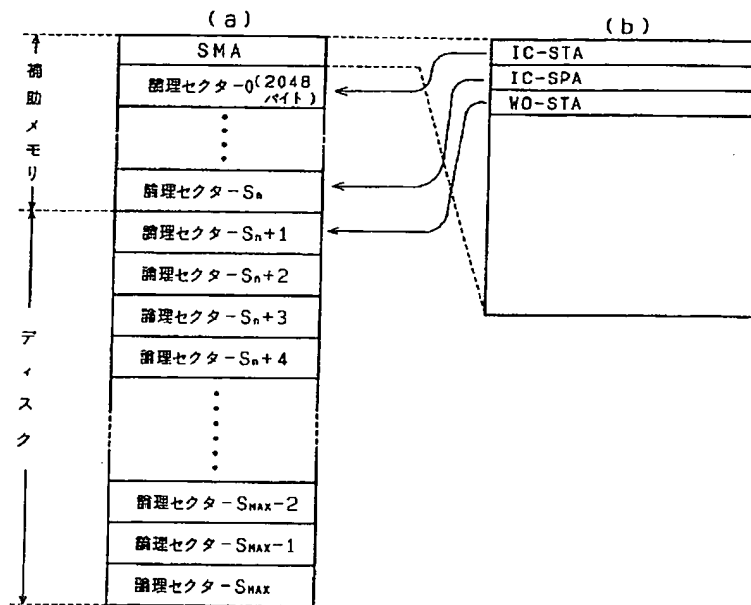 (a)
(b)
SMA
論理セクター-0(2048
バイト)
論理セクター-Sn
論理セクター-Sn+1
論理セクター-Sn+2
論理セクター-Sn+3
論理セクター-Sn+4
論理セクター-SMAX-2
論理セクター-SMAX-1
論理セクター-SMAX
IC-STA
IC-SPA
WO-STA
補助メモリ
ディスク